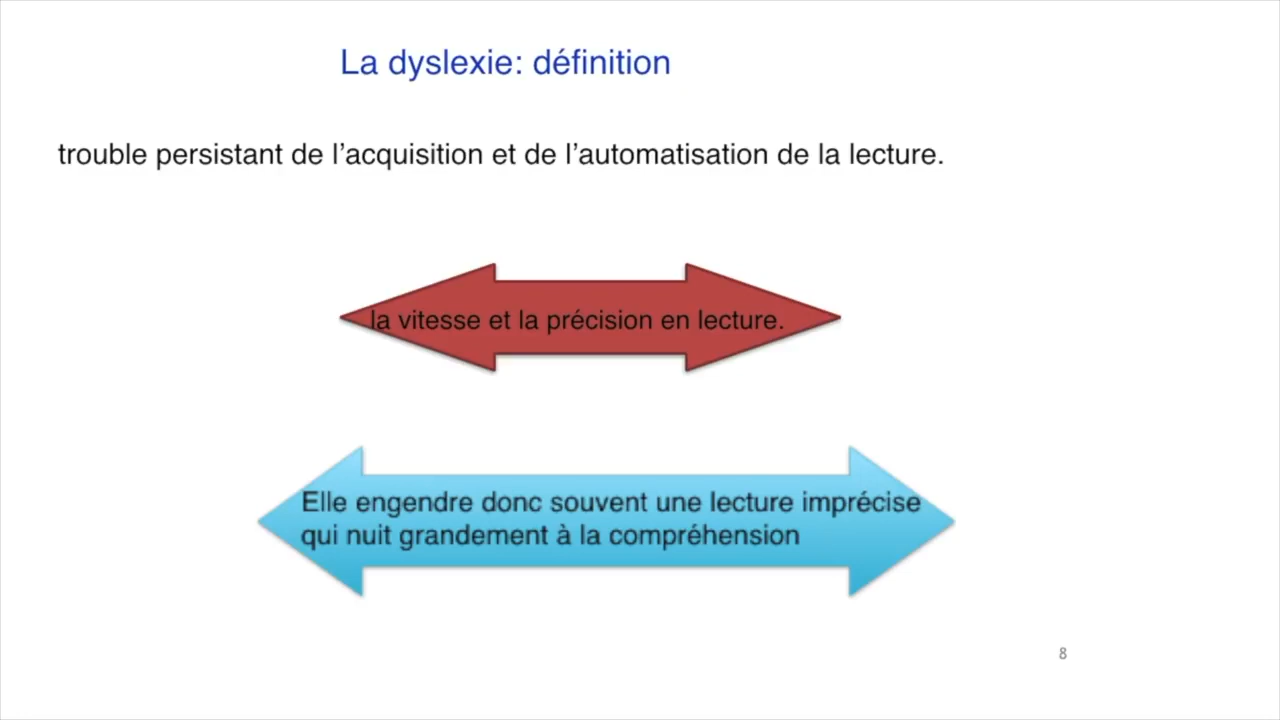 La dyslexie: définition
trouble persistant de l’acquisition et de l’automatisation de la lecture.
la vitesse et la précision en lecture.
Elle engendre donc souvent une lecture imprécise
qui nuit grandement à la compréhension
8